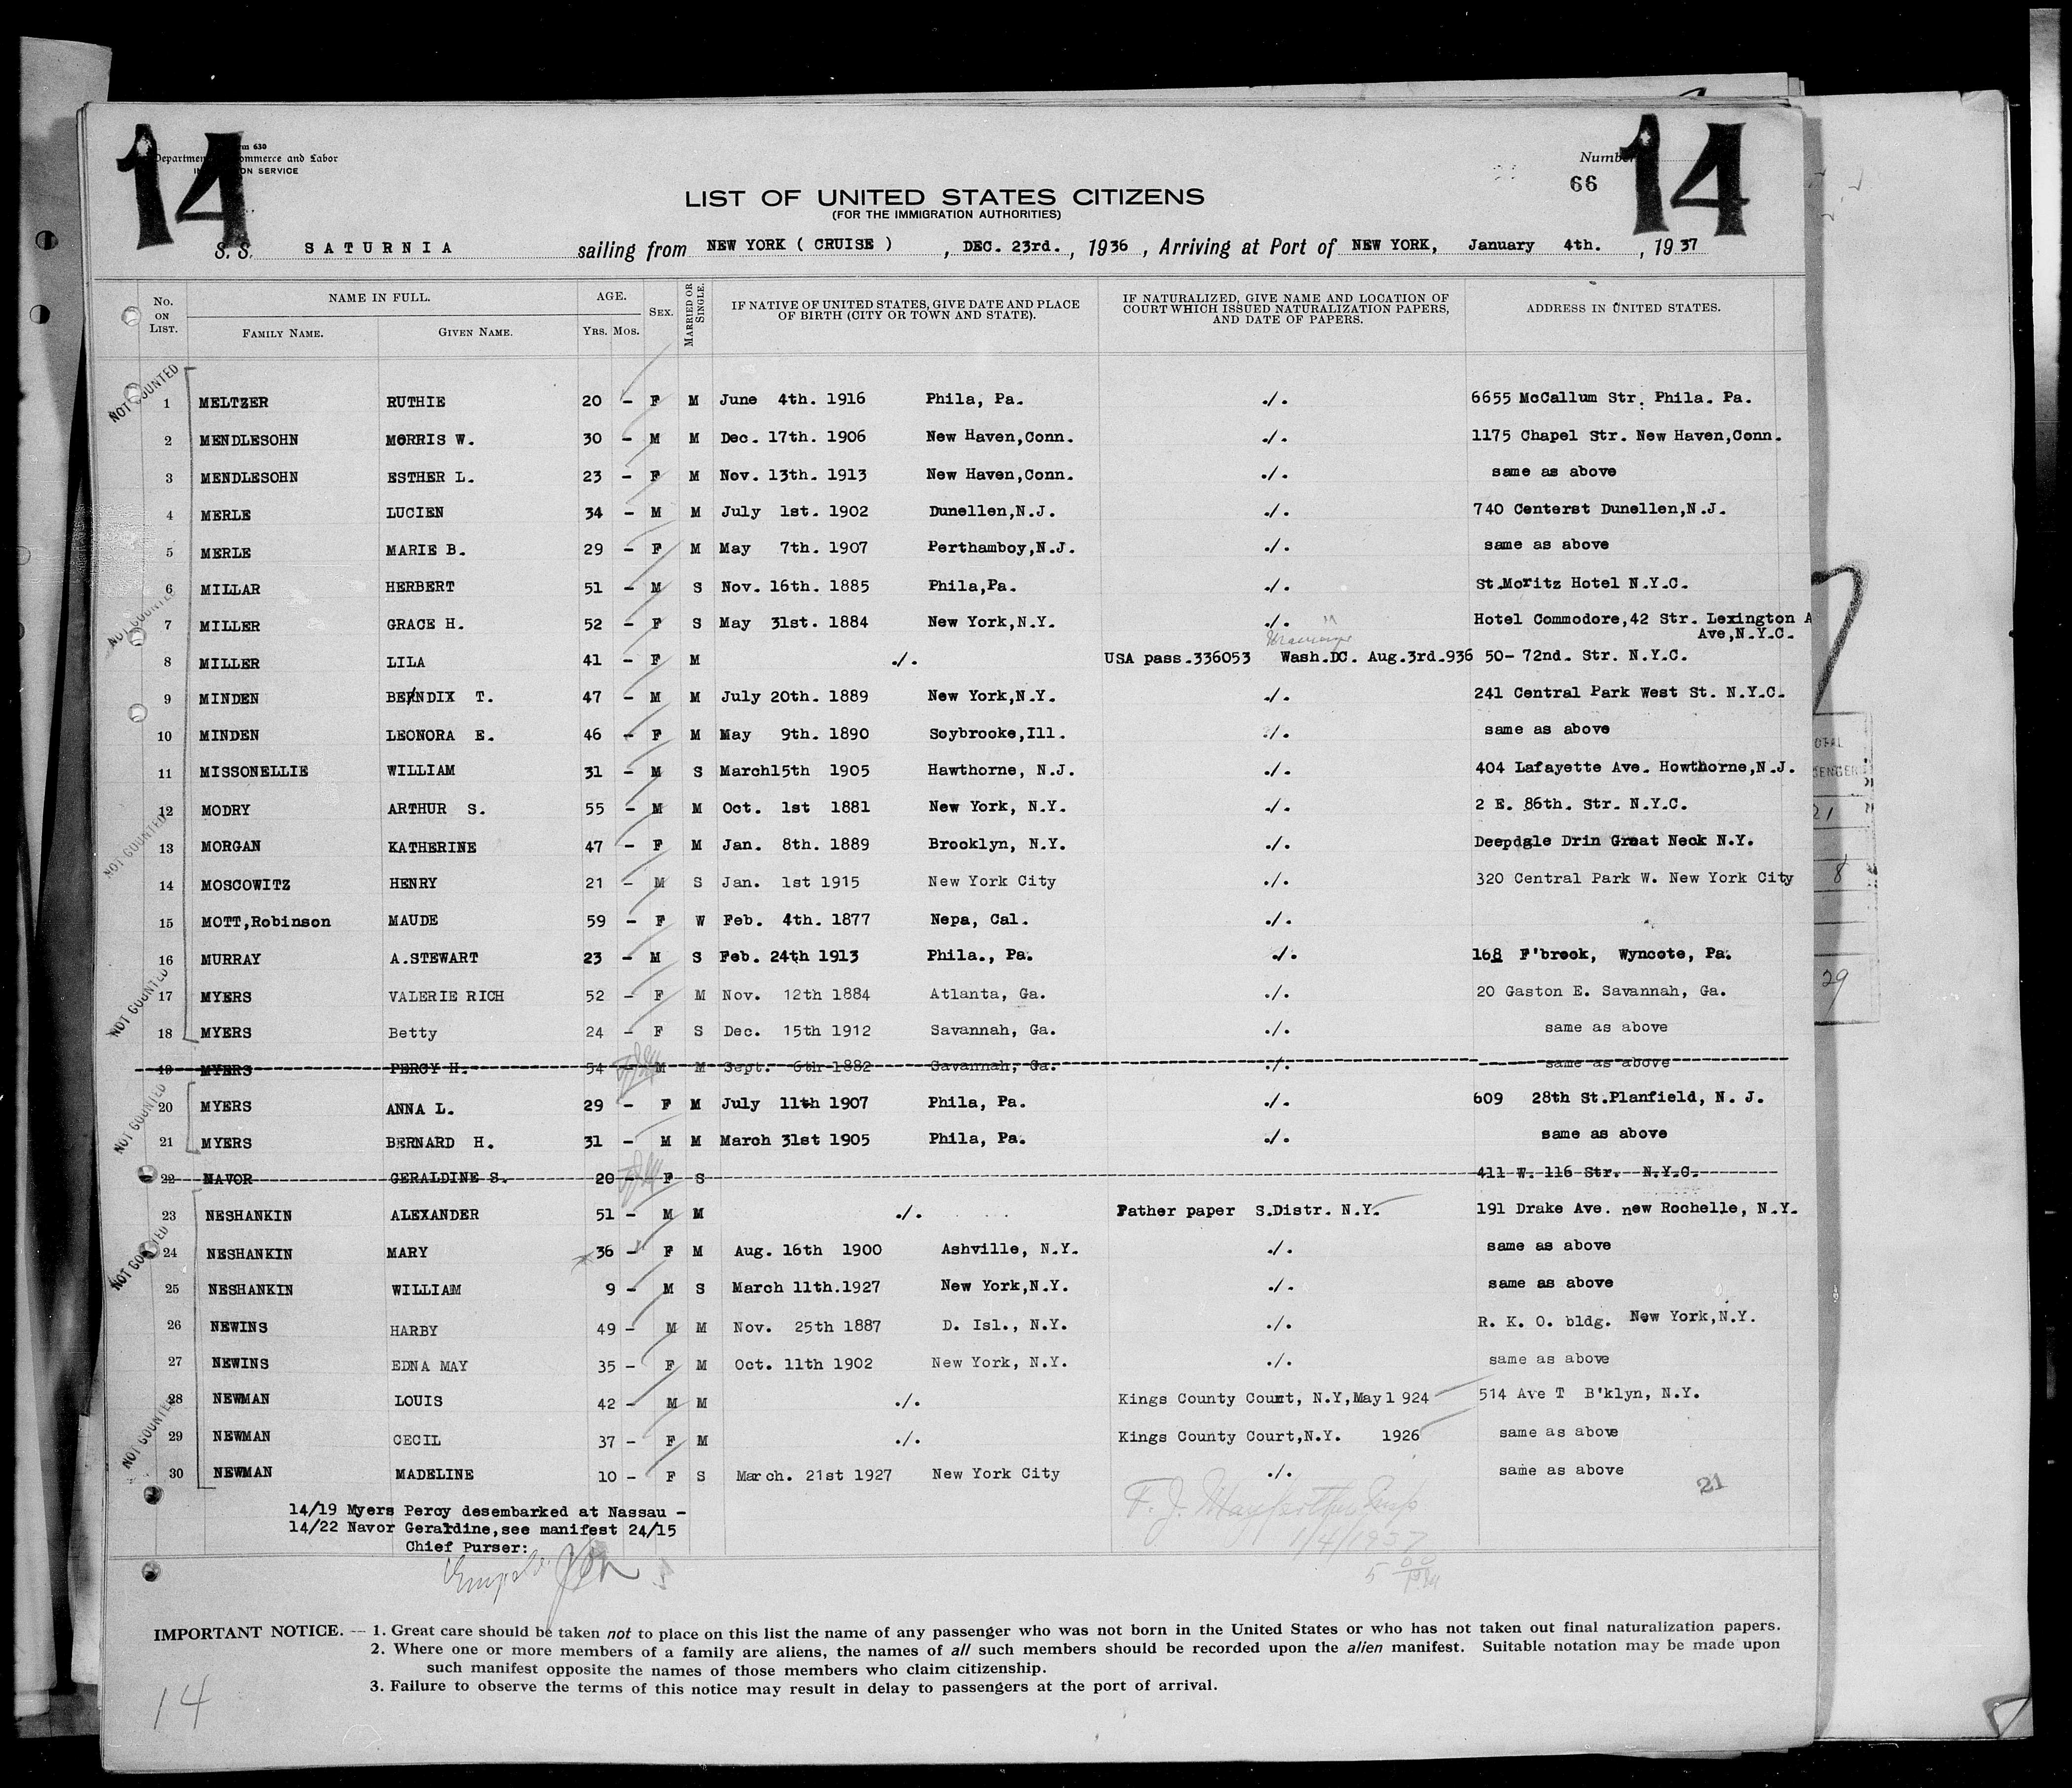 14
14
Form 630
Department of Commerce and Labor
IMMIGRATION SERVICE
Number
66
LIST OF UNITED STATES CITIZENS
(FOR THE IMMIGRATION AUTHORITIES)
S. S. SATURNIA sailing from NEW YORK ( CRUISE ) , DEC. 23rd. , 1936 , Arriving at Port of NEW YORK, January 4th. , 1937
No. ON LIST. NAME IN FULL. FAMILY NAME. GIVEN NAME. AGE. YRS. MOS. SEX. MARRIED OR SINGLE. IF NATIVE OF UNITED STATES, GIVE DATE AND PLACE OF BIRTH (CITY OR TOWN AND STATE). IF NATURALIZED, GIVE NAME AND LOCATION OF COURT WHICH ISSUED NATURALIZATION PAPERS, AND DATE OF PAPERS. ADDRESS IN UNITED STATES.
NOT COUNTED
1 MELTZER RUTHIE 20 - F M June 4th. 1916 Phila, Pa. ./. 6655 McCallum Str. Phila. Pa.
2 MENDLESOHN MORRIS W. 30 - M M Dec. 17th. 1906 New Haven,Conn. ./. 1175 Chapel Str. New Haven,Conn.
3 MENDLESOHN ESTHER L. 23 - F M Nov. 13th. 1913 New Haven,Conn. ./. same as above
4 MERLE LUCIEN 34 - M M July 1st. 1902 Dunellen,N.J. ./. 740 Centerst Dunellen,N.J.
5 MERLE MARIE B. 29 - F M May 7th. 1907 Perthamboy,N.J. ./. same as above
6 MILLAR HERBERT 51 - M S Nov. 16th. 1885 Phila,Pa. ./. St.Moritz Hotel N.Y.C.
NOT COUNTED
7 MILLER GRACE H. 52 - F S May 31st. 1884 New York,N.Y. ./. Hotel Commodore,42 Str. Lexington A
Ave,N.Y.C.
8 MILLER LILA 41 - F M ./. USA pass.336053 Wash.DC. Aug.3rd.936 50- 72nd. Str. N.Y.C.
9 MINDEN BERNDIX T. 47 - M M July 20th. 1889 New York,N.Y. ./. 241 Central Park West St. N.Y.C.
10 MINDEN LEONORA E. 46 - F M May 9th. 1890 Soybrooke,Ill. ./. same as above
11 MISSONELLIE WILLIAM 31 - M S March15th 1905 Hawthorne, N.J. ./. 404 Lafayette Ave. Howthorne,N.J.
12 MODRY ARTHUR S. 55 - M M Oct. 1st 1881 New York, N.Y. ./. 2 E. 86th. Str. N.Y.C.
NOT COUNTED
13 MORGAN KATHERINE 47 - F M Jan. 8th. 1889 Brooklyn, N.Y. ./. Deepdgle Drin Great Neck N.Y.
14 MOSCOWITZ HENRY 21 - M S Jan. 1st 1915 New York City ./. 320 Central Park W. New York City
15 MOTT,Robinson MAUDE 59 - F W Feb. 4th. 1877 Nepa, Cal. ./.
16 MURRAY A.STEWART 23 - M S Feb. 24th 1913 Phila., Pa. ./. 168 F'brook, Wyncote, Pa.
NOT COUNTED
17 MYERS VALERIE RICH 52 - F M Nov. 12th 1884 Atlanta, Ga. ./. 20 Gaston E. Savannah, Ga.
18 MYERS Betty 24 - F S Dec. 15th 1912 Savannah, Ga. ./. same as above
19 MYERS PERCY H. 54 - M M Sept. 6th 1882 Savannah, Ga. ./. same as above
NOT COUNTED
20 MYERS ANNA L. 29 - F M July 11th 1907 Phila, Pa. ./. 609 28th St.Planfield, N. J.
21 MYERS BERNARD H. 31 - M M March 31st 1905 Phila, Pa. ./. same as above
22 NAVOR GERALDINE S. 20 - F S 411 W. 116 Str. N.Y.C.
23 NESHANKIN ALEXANDER 51 - M M ./. Father paper S.Distr. N.Y. 191 Drake Ave. new Rochelle, N.Y.
NOT COUNTED
24 NESHANKIN MARY 36 - F M Aug. 16th 1900 Ashville, N.Y. ./. same as above
25 NESHANKIN WILLIAM 9 - M S March 11th.1927 New York,N.Y. ./. same as above
26 NEWINS HARBY 49 - M M Nov. 25th 1887 D. Isl., N.Y. ./. R. K. O. bldg. New York,N.Y.
27 NEWINS EDNA MAY 35 - F M Oct. 11th 1902 New York, N.Y. ./. same as above
28 NEWMAN LOUIS 42 - M M ./. Kings County Court, N.Y,May1 924 514 Ave T B'klyn, N.Y.
NOT COUNTED
29 NEWMAN CECIL 37 - F M ./. Kings County Court,N.Y. 1926 same as above
30 NEWMAN MADELINE 10 - F S March. 21st 1927 New York City ./. same as above
21
14/19 Myers Percy desembarked at Nassau -
14/22 Navor Geraldine,see manifest 24/15
Chief Purser:
1/4/1937
5 00 PM
IMPORTANT NOTICE. — 1. Great care should be taken not to place on this list the name of any passenger who was not born in the United States or who has not taken out final naturalization papers.
2. Where one or more members of a family are aliens, the names of all such members should be recorded upon the alien manifest. Suitable notation may be made upon
such manifest opposite the names of those members who claim citizenship.
3. Failure to observe the terms of this notice may result in delay to passengers at the port of arrival.
14
21
8
29